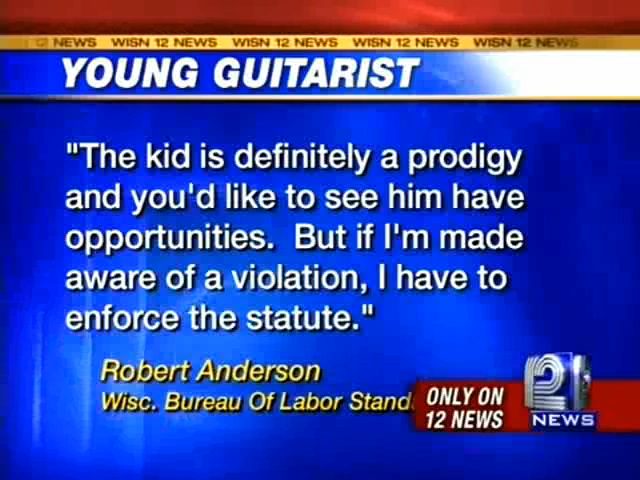 12 NEWS WISN 12 NEWS WISN 12 NEWS WISN 12 NEWS WISN 12 NEWS
YOUNG GUITARIST
"The kid is definitely a prodigy
and you'd like to see him have
opportunities. But if I'm made
aware of a violation, I have to
enforce the statute."
Robert Anderson
Wisc. Bureau Of Labor Stand
ONLY ON
12 NEWS
12
NEWS